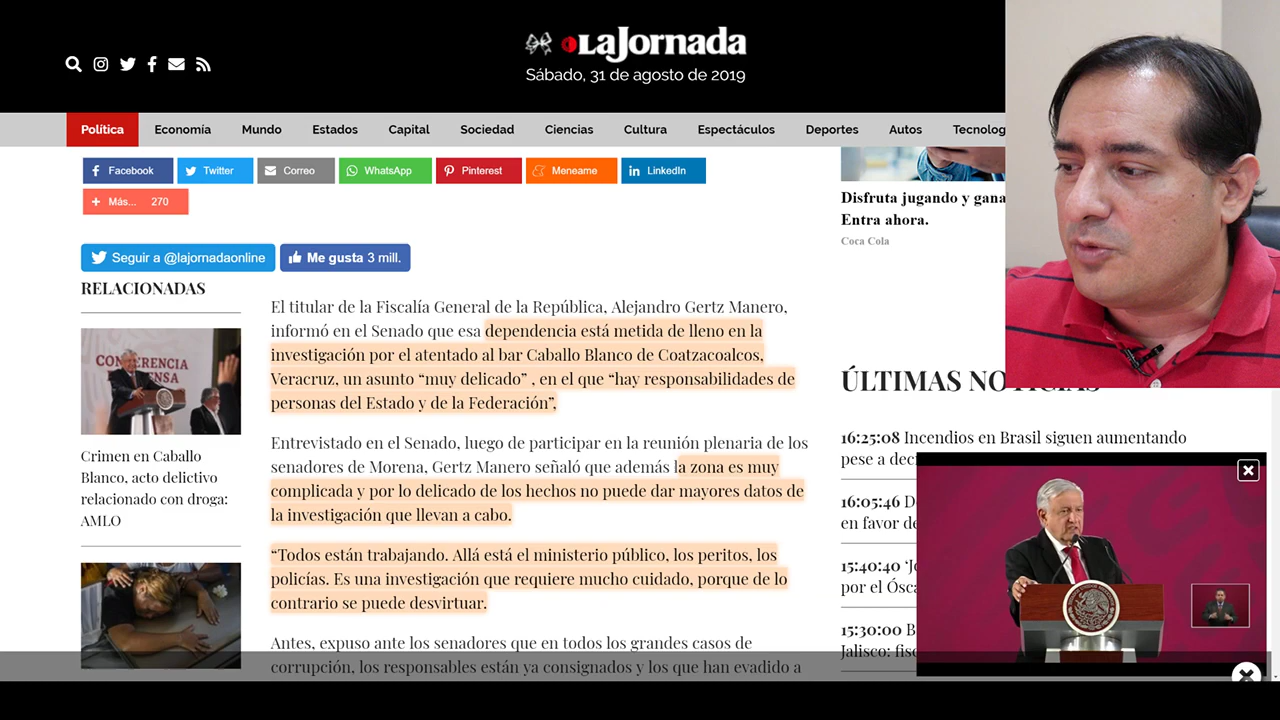 LaJornada
Sábado, 31 de agosto de 2019
Política Economía Mundo Estados Capital Sociedad Ciencias Cultura Espectáculos Deportes Autos Tecnolog
Facebook Twitter Correo WhatsApp Pinterest Meneame LinkedIn
Más... 270
Disfruta jugando y gana
Entra ahora.
Coca Cola
Seguir a @lajornadaonline Me gusta 3 mill.
RELACIONADAS
CONFERENCIA
ENSA
Crimen en Caballo
Blanco, acto delictivo
relacionado con droga:
AMLO
El titular de la Fiscalía General de la República, Alejandro Gertz Manero,
informó en el Senado que esa dependencia está metida de lleno en la
investigación por el atentado al bar Caballo Blanco de Coatzacoalcos,
Veracruz, un asunto “muy delicado” , en el que “hay responsabilidades de
personas del Estado y de la Federación”,
Entrevistado en el Senado, luego de participar en la reunión plenaria de los
senadores de Morena, Gertz Manero señaló que además la zona es muy
complicada y por lo delicado de los hechos no puede dar mayores datos de
la investigación que llevan a cabo.
“Todos están trabajando. Allá está el ministerio público, los peritos, los
policías. Es una investigación que requiere mucho cuidado, porque de lo
contrario se puede desvirtuar.
Antes, expuso ante los senadores que en todos los grandes casos de
corrupción, los responsables están ya consignados y los que han evadido a
ÚLTIMAS NOTICIAS
16:25:08 Incendios en Brasil siguen aumentando
pese a decr
16:05:46 D
en favor de
15:40:40 ‘Jo
por el Ósca
15:30:00 B
Jalisco: fisc